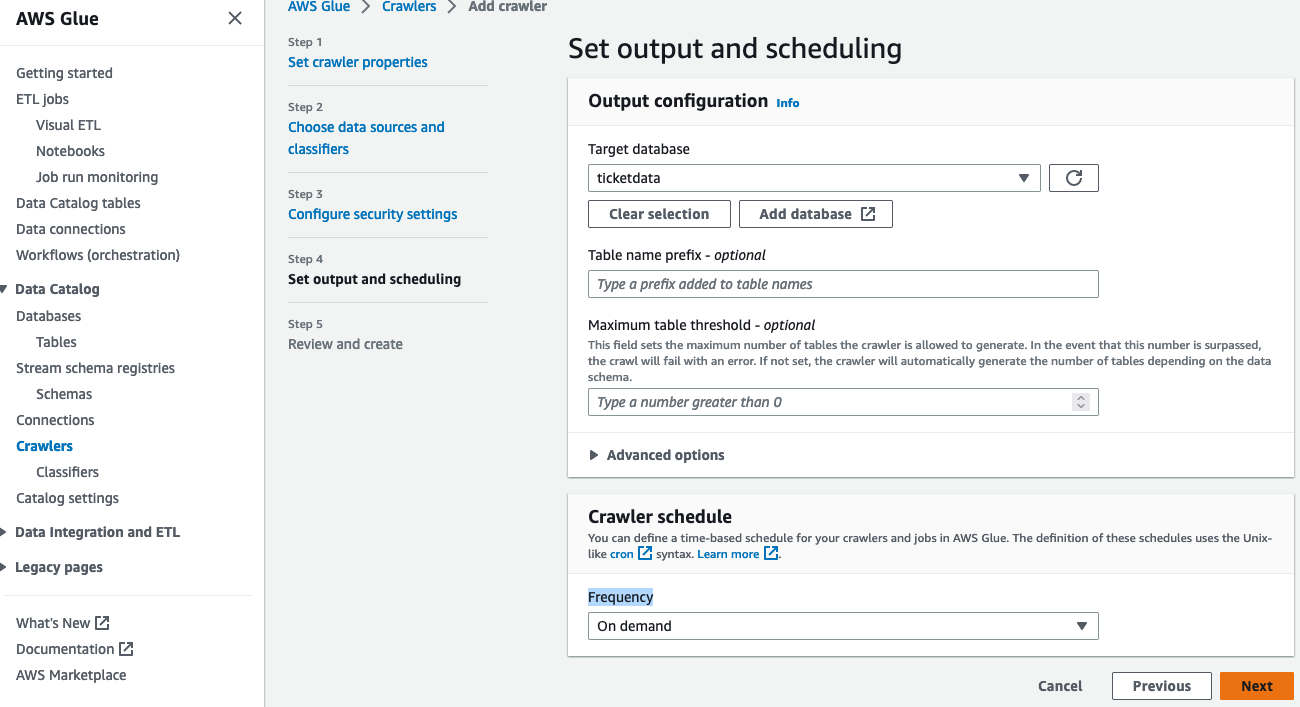 AWS Glue
Getting started
ETL jobs
Visual ETL
Notebooks
Job run monitoring
Data Catalog tables
Data connections
Workflows (orchestration)
Data Catalog
Databases
Tables
Stream schema registries
Schemas
Connections
Crawlers
Classifiers
Catalog settings
Data Integration and ETL
Legacy pages
What's New
Documentation
AWS Marketplace
AWS Glue > Crawlers > Add crawler
Step 1
Set crawler properties
Step 2
Choose data sources and
classifiers
Step 3
Configure security settings
Step 4
Set output and scheduling
Step 5
Review and create
Set output and scheduling
Output configuration Info
Target database
ticketdata
Clear selection Add database
Table name prefix - optional
Type a prefix added to table names
Maximum table threshold - optional
This field sets the maximum number of tables the crawler is allowed to generate. In the event that this number is surpassed,
the crawl will fail with an error. If not set, the crawler will automatically generate the number of tables depending on the data
schema.
Type a number greater than 0
Advanced options
Crawler schedule
You can define a time-based schedule for your crawlers and jobs in AWS Glue. The definition of these schedules uses the Unix-
like cron syntax. Learn more.
Frequency
On demand
Cancel Previous Next